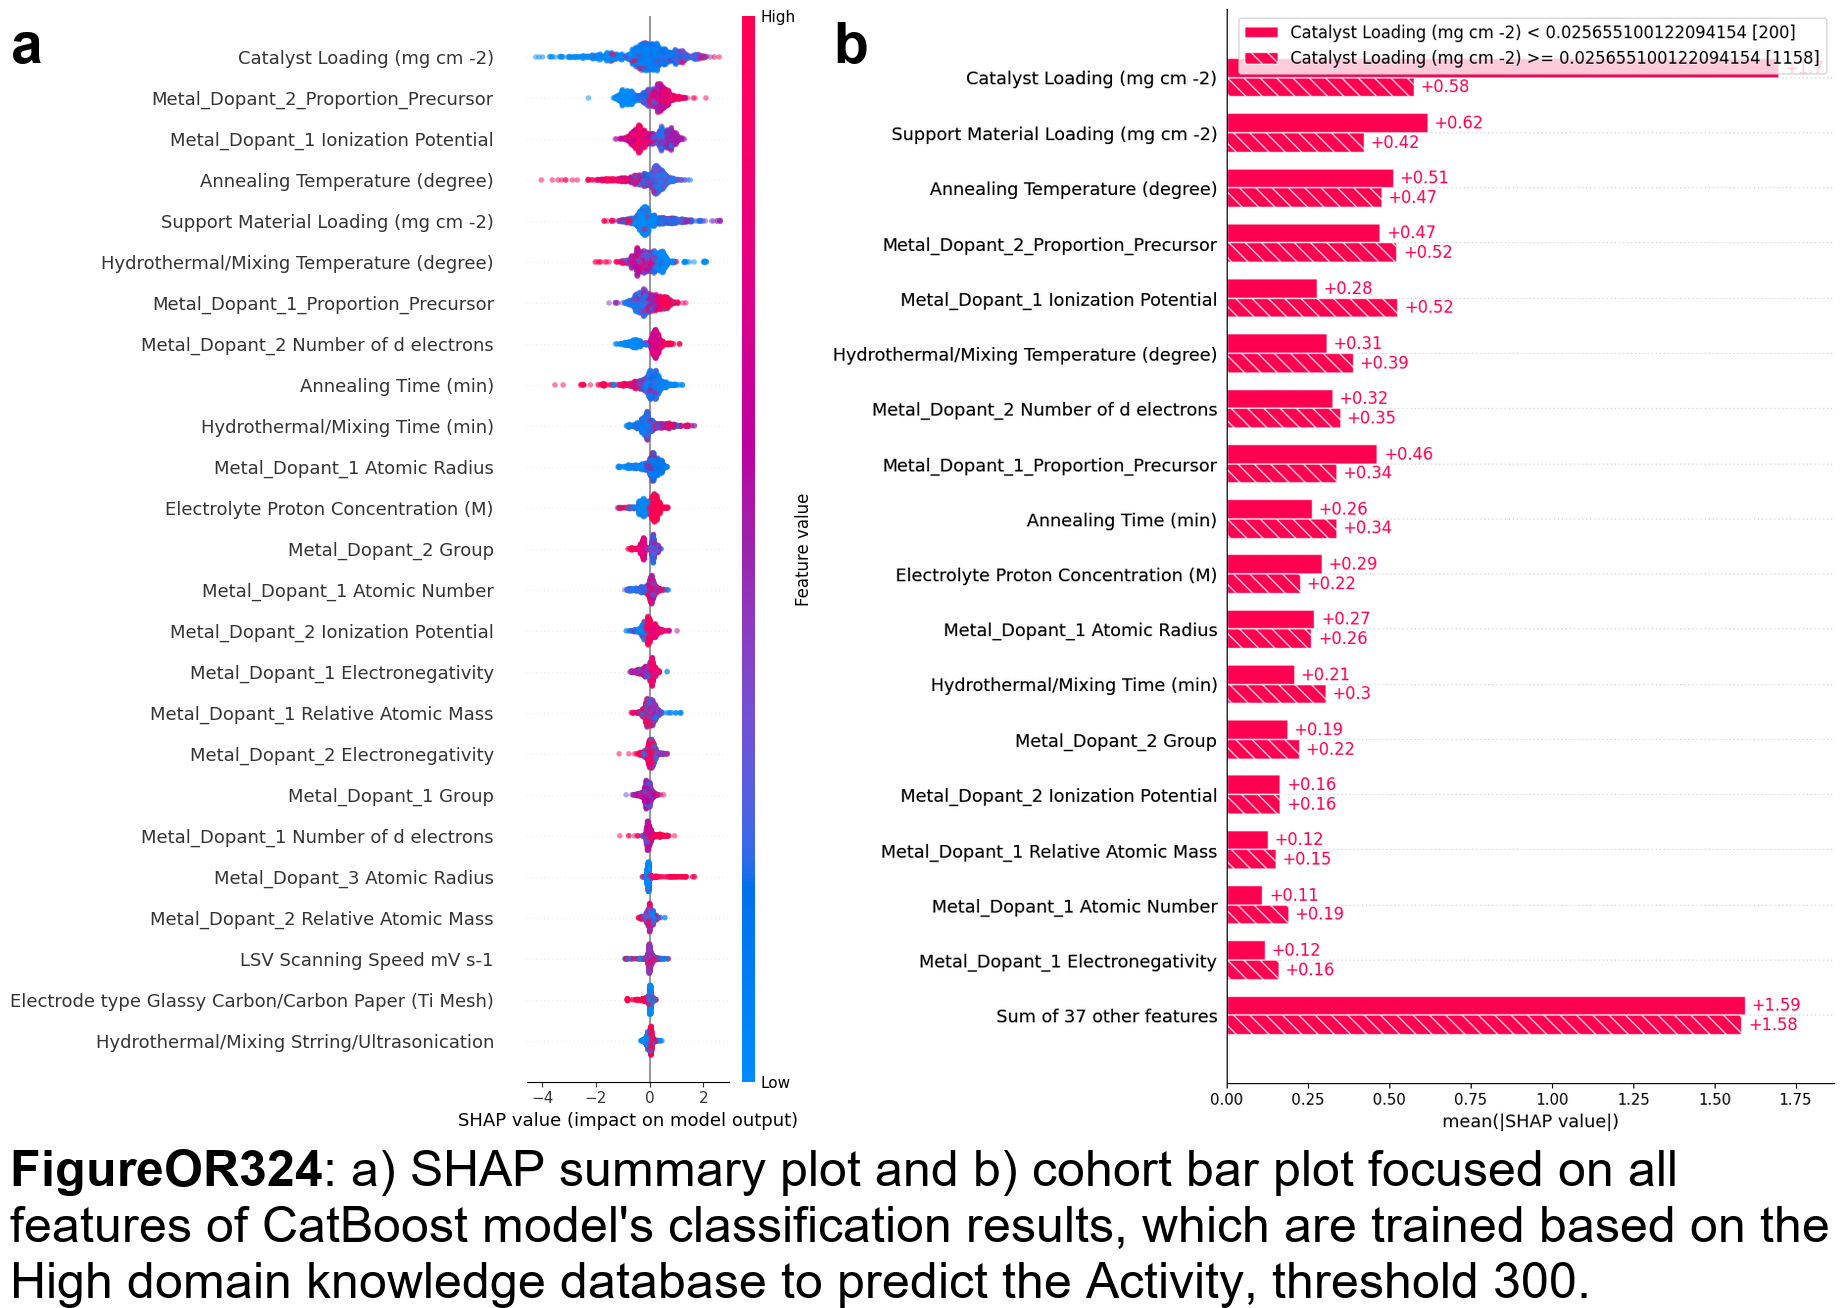 a
Catalyst Loading (mg cm -2)
Metal_Dopant_2_Proportion_Precursor
Metal_Dopant_1 Ionization Potential
Annealing Temperature (degree)
Support Material Loading (mg cm -2)
Hydrothermal/Mixing Temperature (degree)
Metal_Dopant_1_Proportion_Precursor
Metal_Dopant_2 Number of d electrons
Annealing Time (min)
Hydrothermal/Mixing Time (min)
Metal_Dopant_1 Atomic Radius
Electrolyte Proton Concentration (M)
Metal_Dopant_2 Group
Metal_Dopant_1 Atomic Number
Metal_Dopant_2 Ionization Potential
Metal_Dopant_1 Electronegativity
Metal_Dopant_1 Relative Atomic Mass
Metal_Dopant_2 Electronegativity
Metal_Dopant_1 Group
Metal_Dopant_1 Number of d electrons
Metal_Dopant_3 Atomic Radius
Metal_Dopant_2 Relative Atomic Mass
LSV Scanning Speed mV s-1
Electrode type Glassy Carbon/Carbon Paper (Ti Mesh)
Hydrothermal/Mixing Strring/Ultrasonication
−4 −2 0 2
SHAP value (impact on model output)
High
Feature value
Low
b
Catalyst Loading (mg cm -2) < 0.025655100122094154 [200]
Catalyst Loading (mg cm -2) >= 0.025655100122094154 [1158]
Catalyst Loading (mg cm -2) +1.7
+0.58
Support Material Loading (mg cm -2) +0.62
+0.42
Annealing Temperature (degree) +0.51
+0.47
Metal_Dopant_2_Proportion_Precursor +0.47
+0.52
Metal_Dopant_1 Ionization Potential +0.28
+0.52
Hydrothermal/Mixing Temperature (degree) +0.31
+0.39
Metal_Dopant_2 Number of d electrons +0.32
+0.35
Metal_Dopant_1_Proportion_Precursor +0.46
+0.34
Annealing Time (min) +0.26
+0.34
Electrolyte Proton Concentration (M) +0.29
+0.22
Metal_Dopant_1 Atomic Radius +0.27
+0.26
Hydrothermal/Mixing Time (min) +0.21
+0.3
Metal_Dopant_2 Group +0.19
+0.22
Metal_Dopant_2 Ionization Potential +0.16
+0.16
Metal_Dopant_1 Relative Atomic Mass +0.12
+0.15
Metal_Dopant_1 Atomic Number +0.11
+0.19
Metal_Dopant_1 Electronegativity +0.12
+0.16
Sum of 37 other features +1.59
+1.58
0.00 0.25 0.50 0.75 1.00 1.25 1.50 1.75
mean(|SHAP value|)
FigureOR324: a) SHAP summary plot and b) cohort bar plot focused on all
features of CatBoost model's classification results, which are trained based on the
High domain knowledge database to predict the Activity, threshold 300.